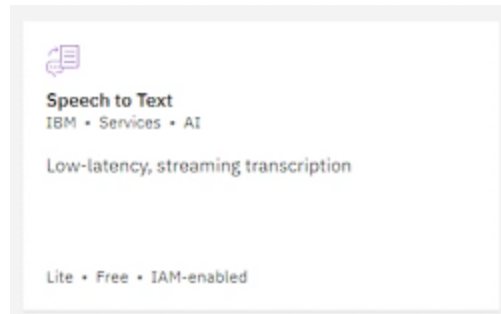 Speech to Text
IBM • Services • AI
Low-latency, streaming transcription
Lite • Free • IAM-enabled